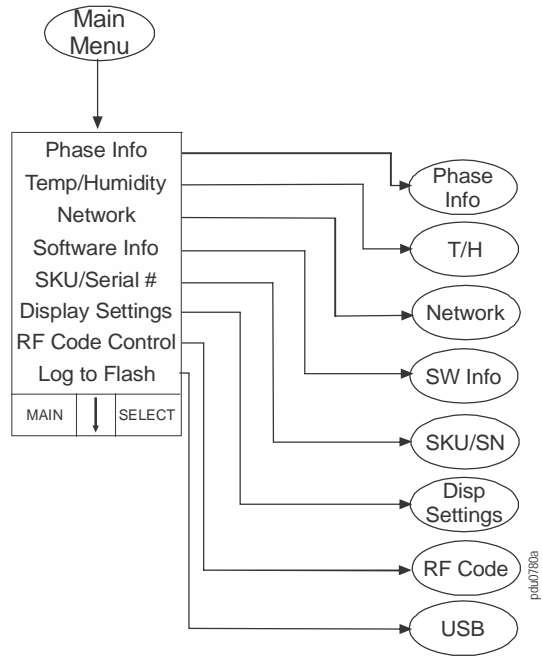 Main
Menu
Phase Info
Temp/Humidity
Network
Software Info
SKU/Serial #
Display Settings
RF Code Control
Log to Flash
MAIN
SELECT
Phase
Info
T/H
Network
SW Info
SKU/SN
Disp
Settings
RF Code
USB
pdu0780a